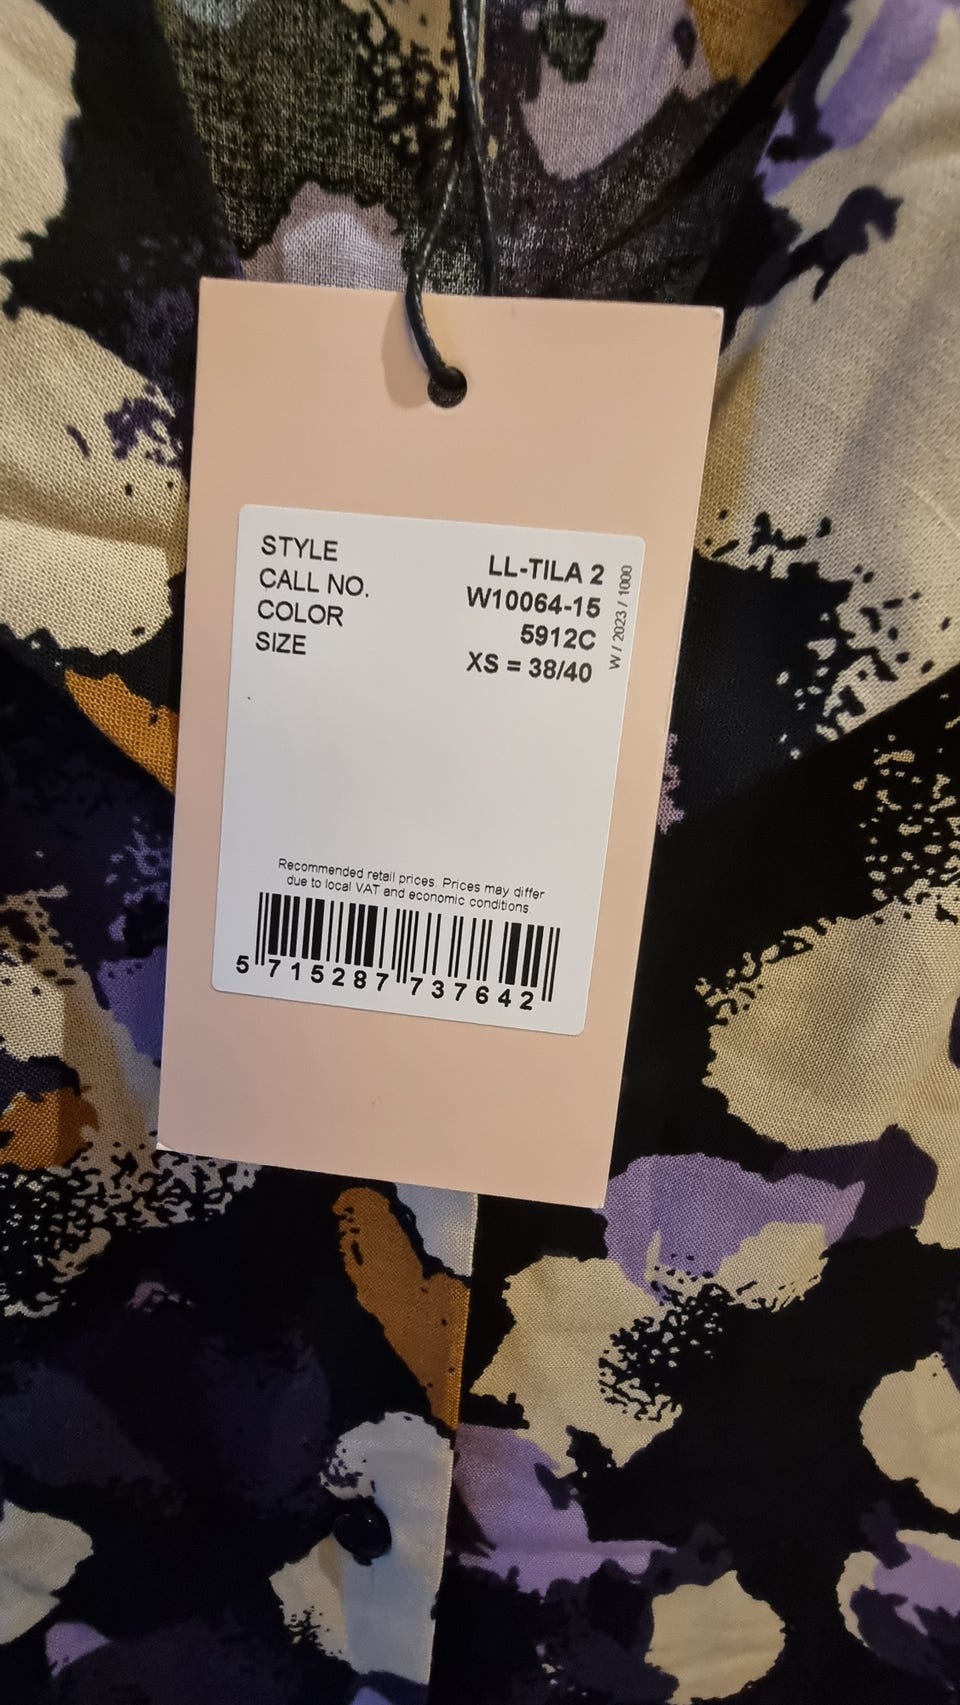 STYLE LL-TILA 2
CALL NO. W10064-15
COLOR 5912C
SIZE XS = 38/40
W / 2023 / 1000
Recommended retail prices. Prices may differ
due to local VAT and economic conditions
5 715287 737642